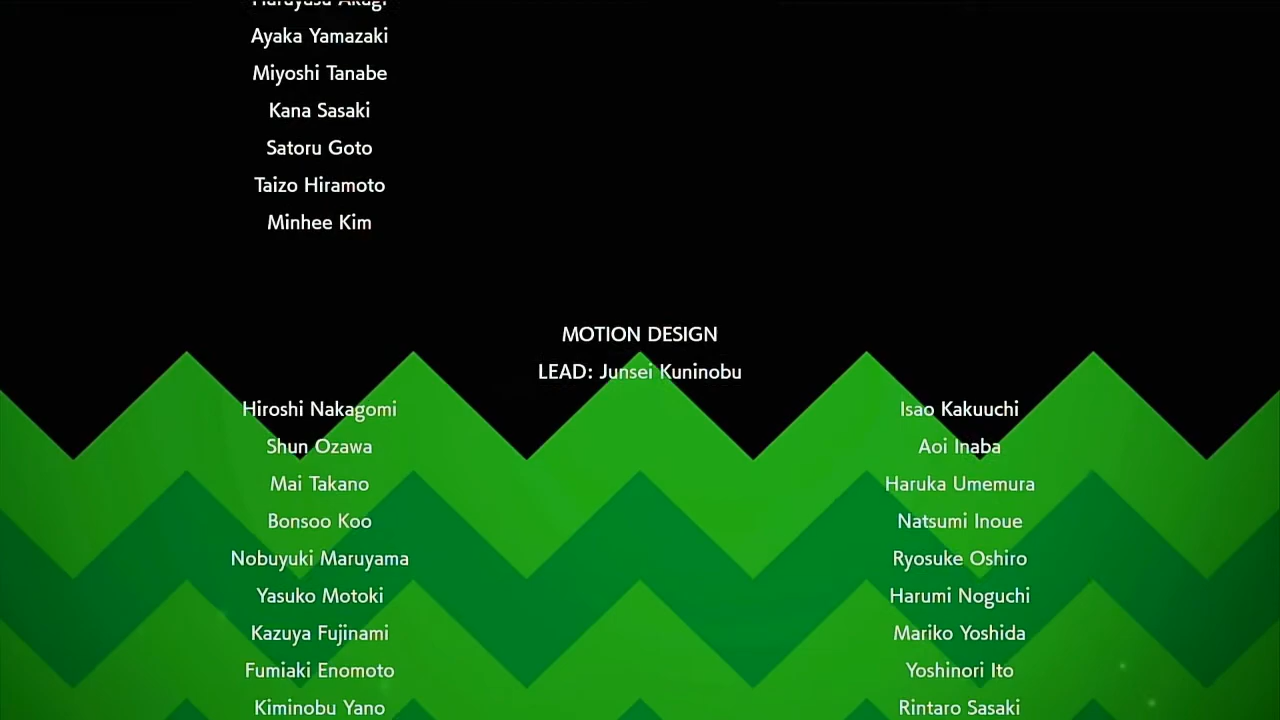 Haruyasu Akagi
Ayaka Yamazaki
Miyoshi Tanabe
Kana Sasaki
Satoru Goto
Taizo Hiramoto
Minhee Kim
MOTION DESIGN
LEAD: Junsei Kuninobu
Hiroshi Nakagomi
Isao Kakuuchi
Shun Ozawa
Aoi Inaba
Mai Takano
Haruka Umemura
Bonsoo Koo
Natsumi Inoue
Nobuyuki Maruyama
Ryosuke Oshiro
Yasuko Motoki
Harumi Noguchi
Kazuya Fujinami
Mariko Yoshida
Fumiaki Enomoto
Yoshinori Ito
Kiminobu Yano
Rintaro Sasaki